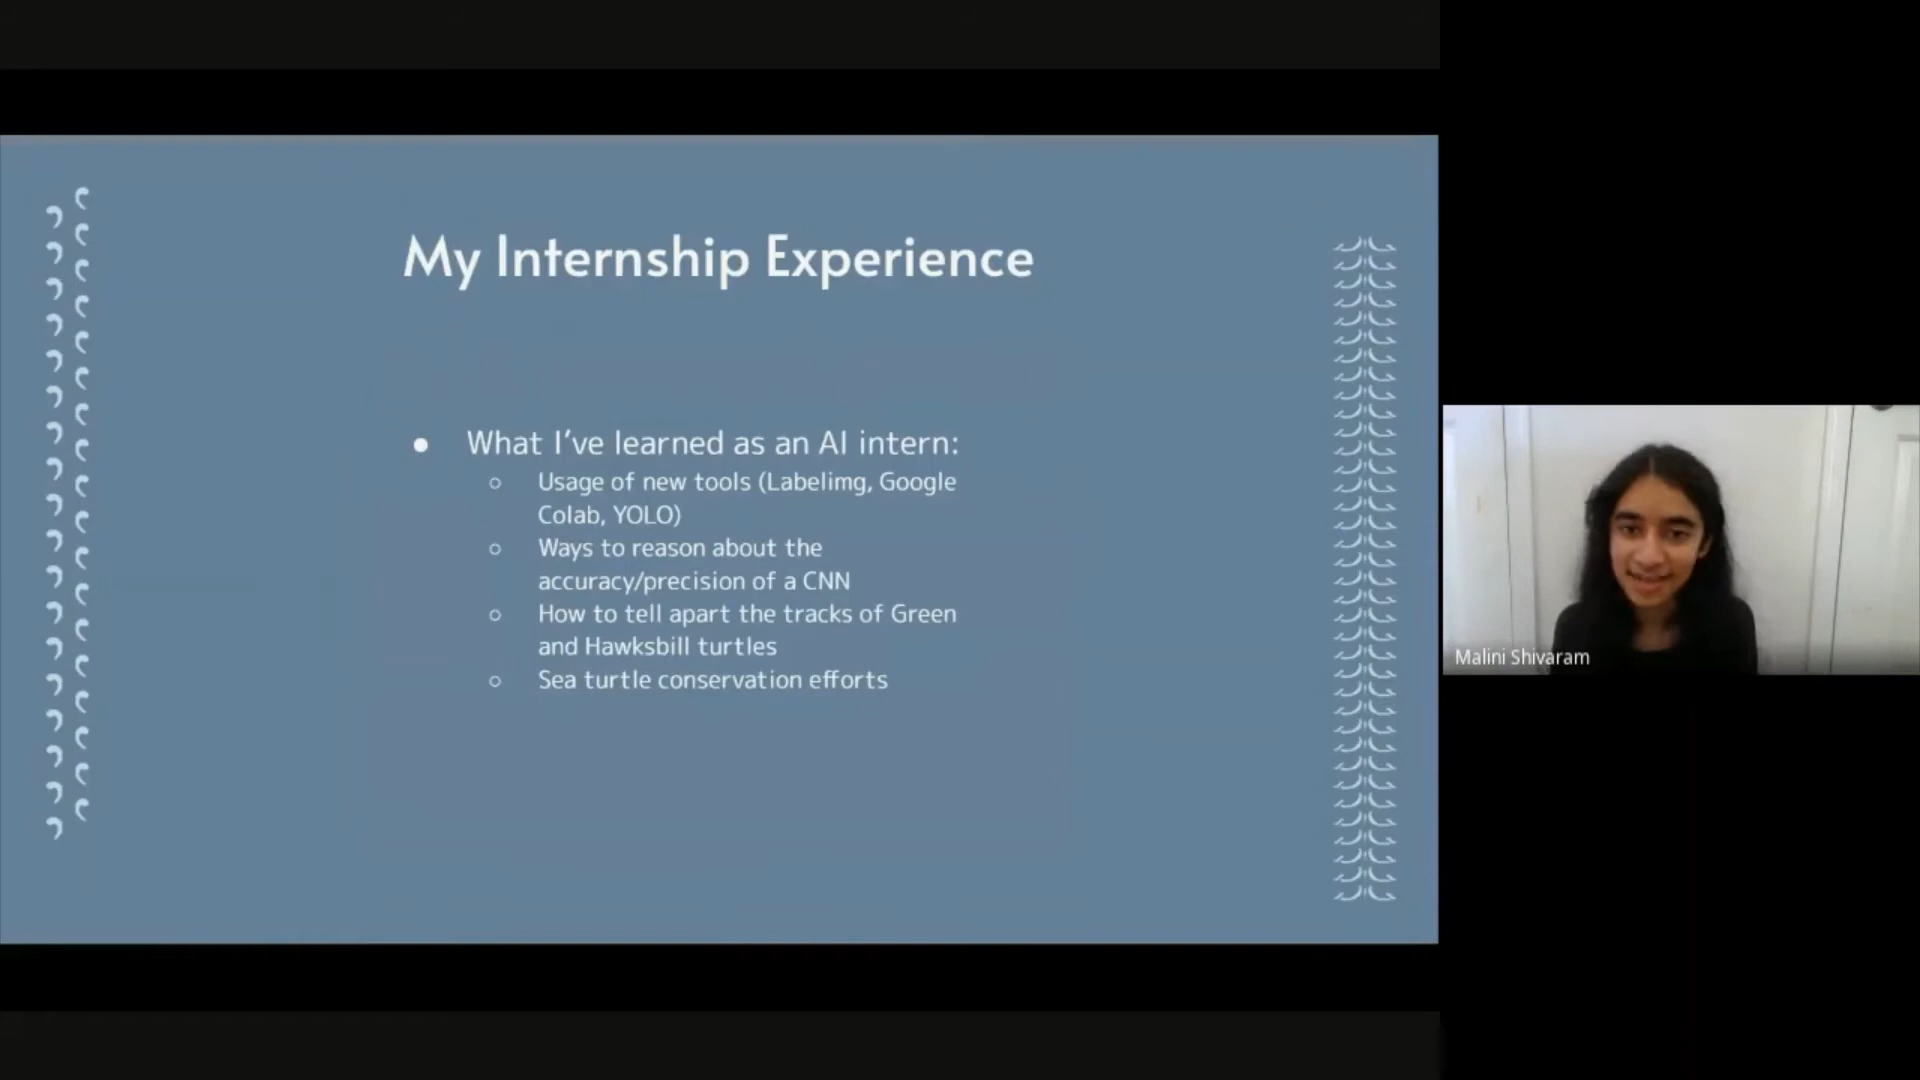 My Internship Experience
● What I've learned as an AI intern:
○ Usage of new tools (Labelimg, Google
Colab, YOLO)
○ Ways to reason about the
accuracy/precision of a CNN
○ How to tell apart the tracks of Green
and Hawksbill turtles
○ Sea turtle conservation efforts
Malini Shivaram